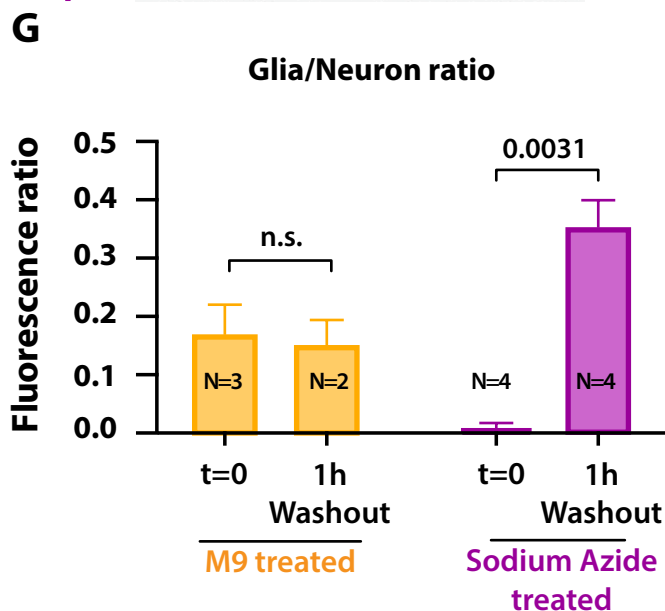 G
Glia/Neuron ratio
Fluorescence ratio
0.5
0.4
0.3
0.2
0.1
0.0
n.s.
0.0031
N=3
N=2
N=4
N=4
t=0
1h
Washout
t=0
1h
Washout
M9 treated
Sodium Azide
treated